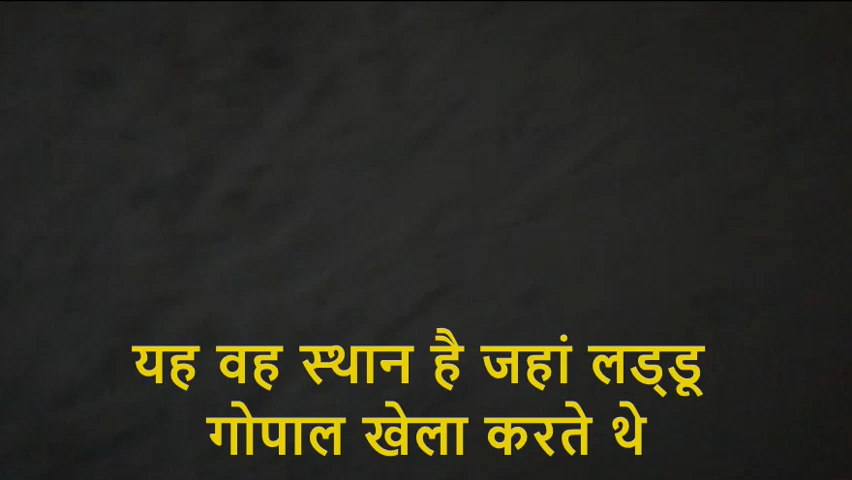 यह वह स्थान है जहां लड्डू
गोपाल खेला करते थे